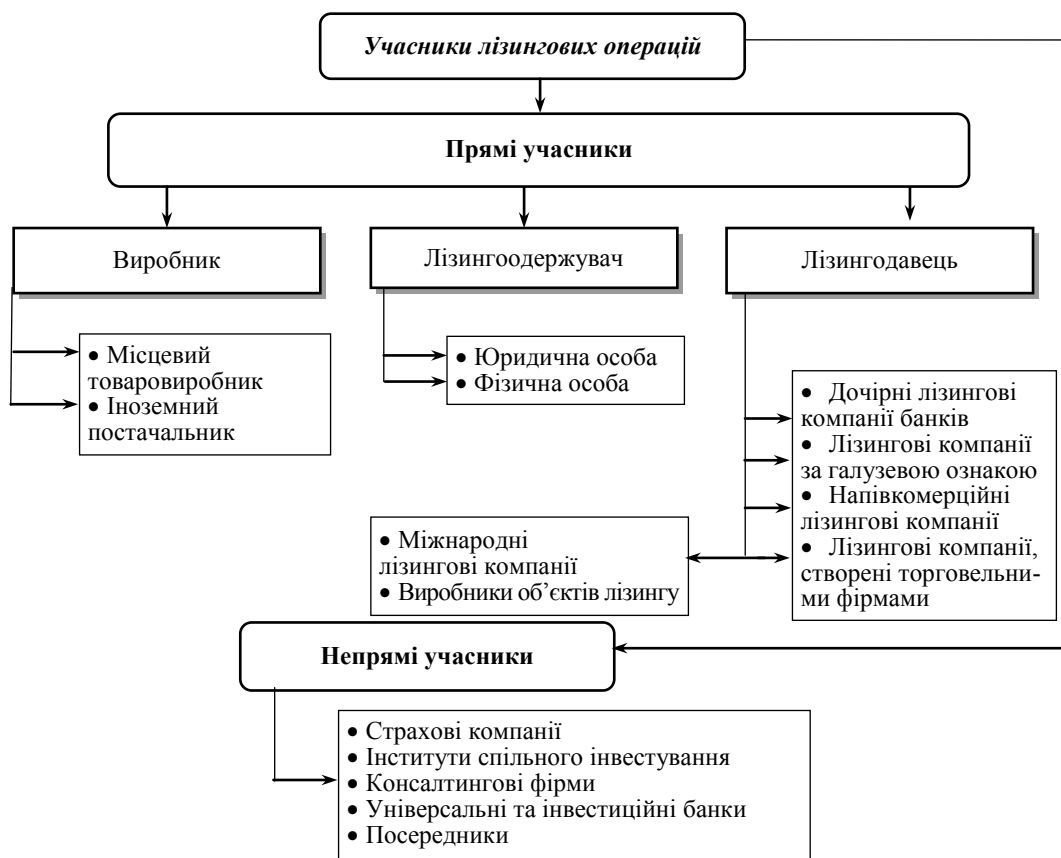 Учасники лізингових операцій
Прямі учасники
Виробник
Лізингоодержувач
Лізингодавець
• Місцевий
товаровиробник
• Іноземний
постачальник
• Юридична особа
• Фізична особа
• Дочірні лізингові
компанії банків
• Лізингові компанії
за галузевою ознакою
• Напівкомерційні
лізингові компанії
• Лізингові компанії,
створені торговельни-
ми фірмами
• Міжнародні
лізингові компанії
• Виробники об’єктів лізингу
Непрямі учасники
• Страхові компанії
• Інститути спільного інвестування
• Консалтингові фірми
• Універсальні та інвестиційні банки
• Посередники